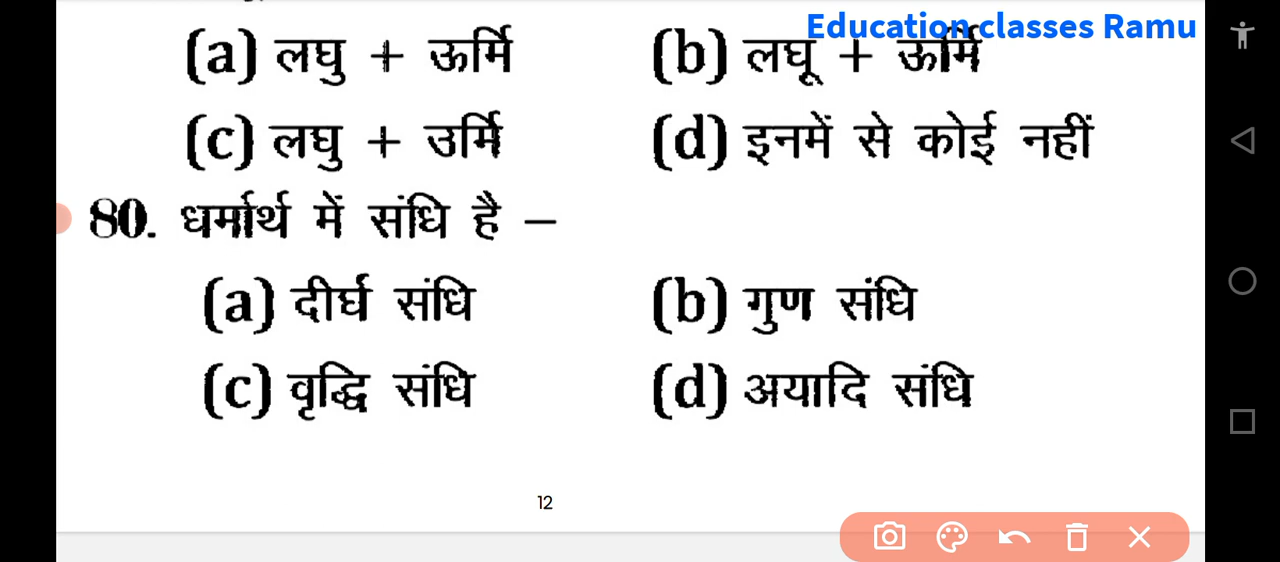 Education classes Ramu
(a) लघु + ऊर्मि (b) लघू + ऊर्मि
(c) लघु + उर्मि (d) इनमें से कोई नहीं
80. धर्मार्थ में संधि है –
(a) दीर्घ संधि (b) गुण संधि
(c) वृद्धि संधि (d) अयादि संधि
12